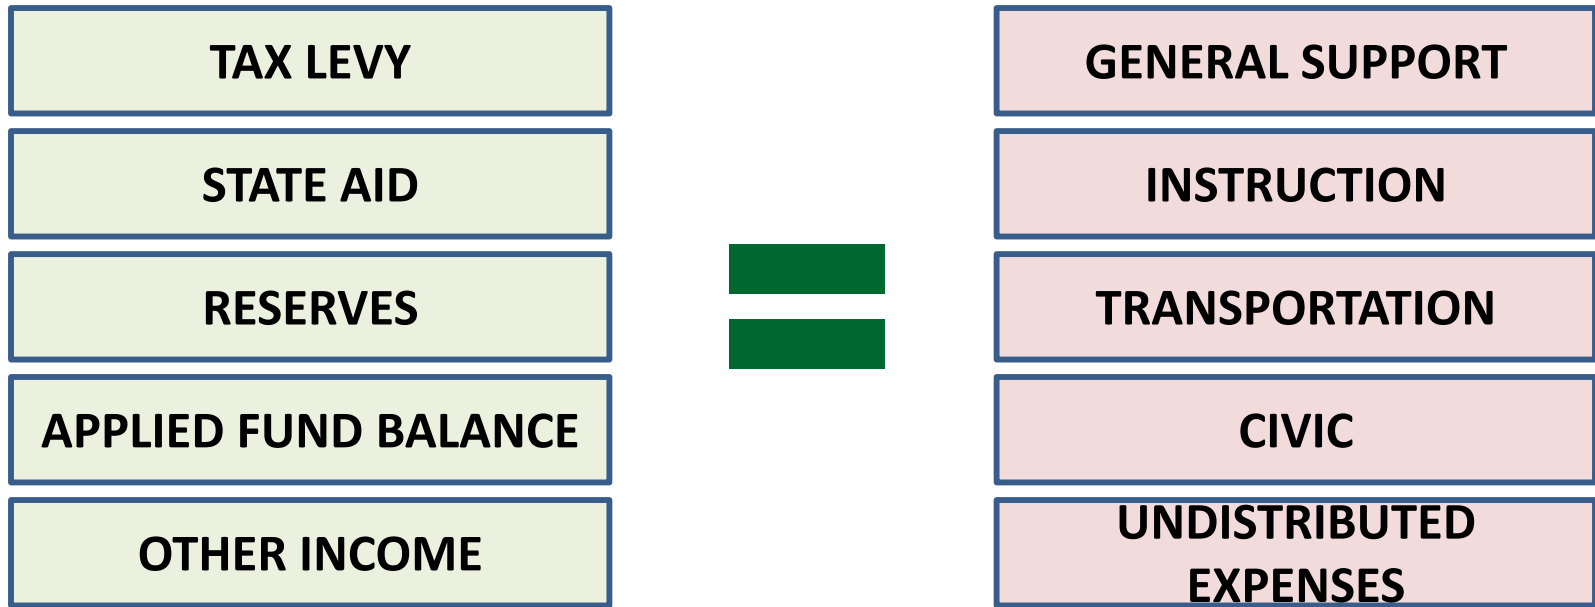 TAX LEVY
STATE AID
RESERVES
APPLIED FUND BALANCE
OTHER INCOME
GENERAL SUPPORT
INSTRUCTION
TRANSPORTATION
CIVIC
UNDISTRIBUTED
EXPENSES